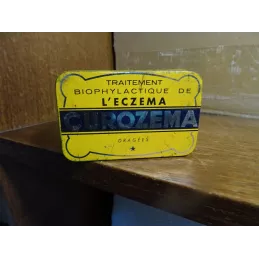 TRAITEMENT
BIOPHYLACTIQUE DE
L'ECZEMA
CUROZEMA
DRAGÉES